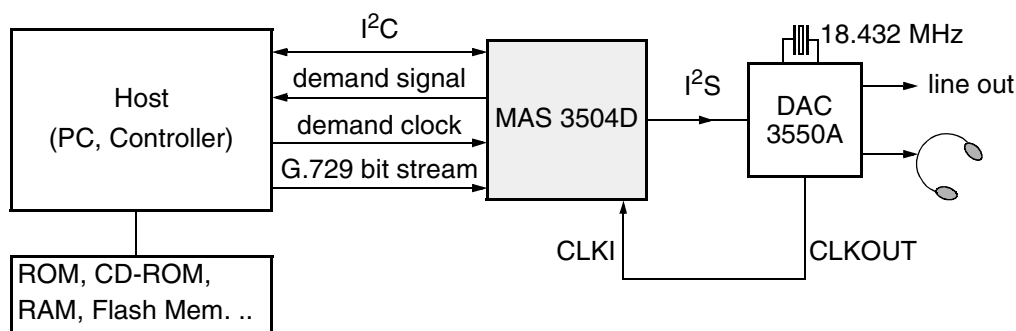 I²C
18.432 MHz
demand signal
Host
(PC, Controller)
MAS 3504D
I²S
DAC
3550A
line out
demand clock
G.729 bit stream
CLKI
CLKOUT
ROM, CD-ROM,
RAM, Flash Mem. ..